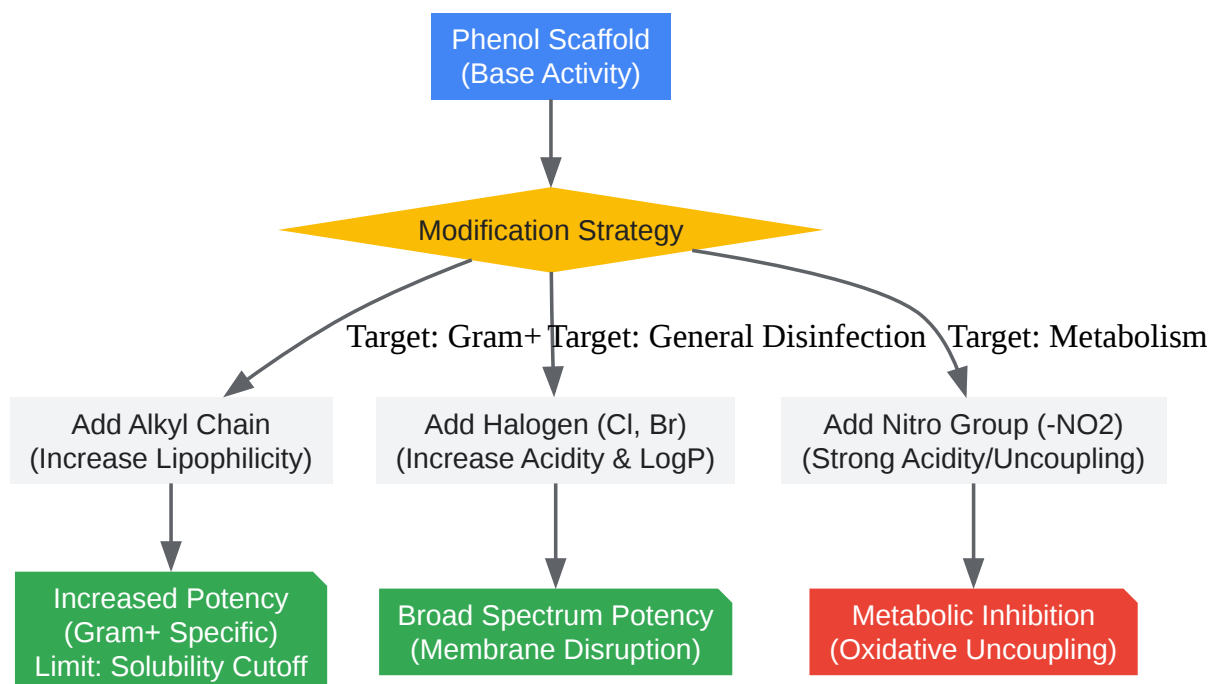 Phenol Scaffold
(Base Activity)
Modification Strategy
Target: Gram+
Target: General Disinfection
Target: Metabolism
Add Alkyl Chain
(Increase Lipophilicity)
Add Halogen (Cl, Br)
(Increase Acidity & LogP)
Add Nitro Group (-NO2)
(Strong Acidity/Uncoupling)
Increased Potency
(Gram+ Specific)
Limit: Solubility Cutoff
Broad Spectrum Potency
(Membrane Disruption)
Metabolic Inhibition
(Oxidative Uncoupling)